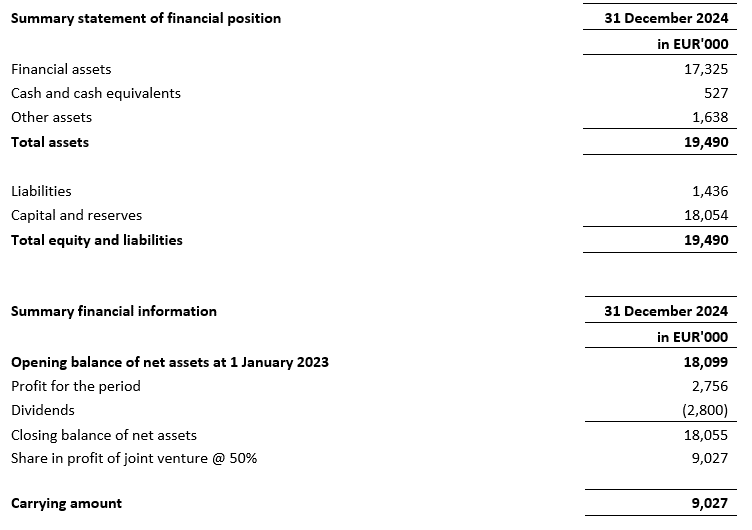 Summary statement of financial position 31 December 2024
in EUR'000
Financial assets 17,325
Cash and cash equivalents 527
Other assets 1,638
Total assets 19,490
Liabilities 1,436
Capital and reserves 18,054
Total equity and liabilities 19,490
Summary financial information 31 December 2024
in EUR'000
Opening balance of net assets at 1 January 2023 18,099
Profit for the period 2,756
Dividends (2,800)
Closing balance of net assets 18,055
Share in profit of joint venture @ 50% 9,027
Carrying amount 9,027